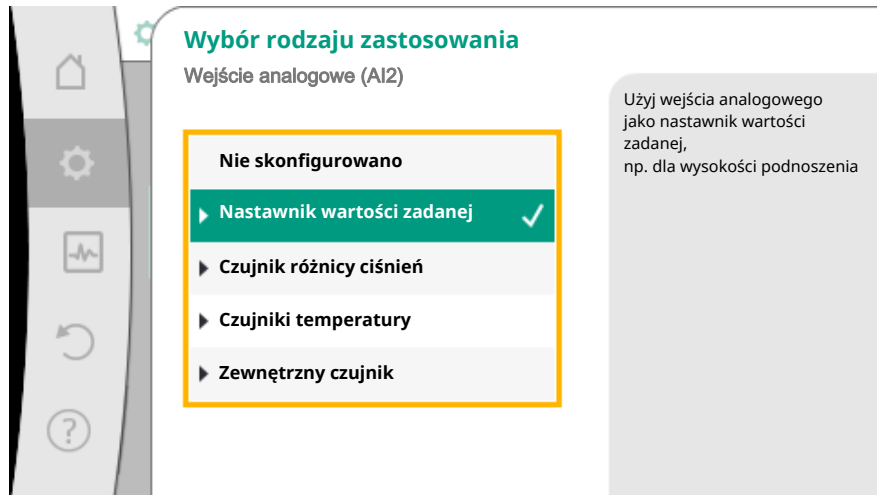 Wybór rodzaju zastosowania
Wejście analogowe (AI2)
Nie skonfigurowano
Nastawnik wartości zadanej
Czujnik różnicy ciśnień
Czujniki temperatury
Zewnętrzny czujnik
Użyj wejścia analogowego
jako nastawnik wartości
zadanej,
np. dla wysokości podnoszenia
?